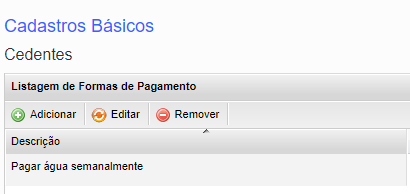 Cadastros Básicos
Cedentes
Listagem de Formas de Pagamento
Adicionar Editar Remover
Descrição
Pagar água semanalmente